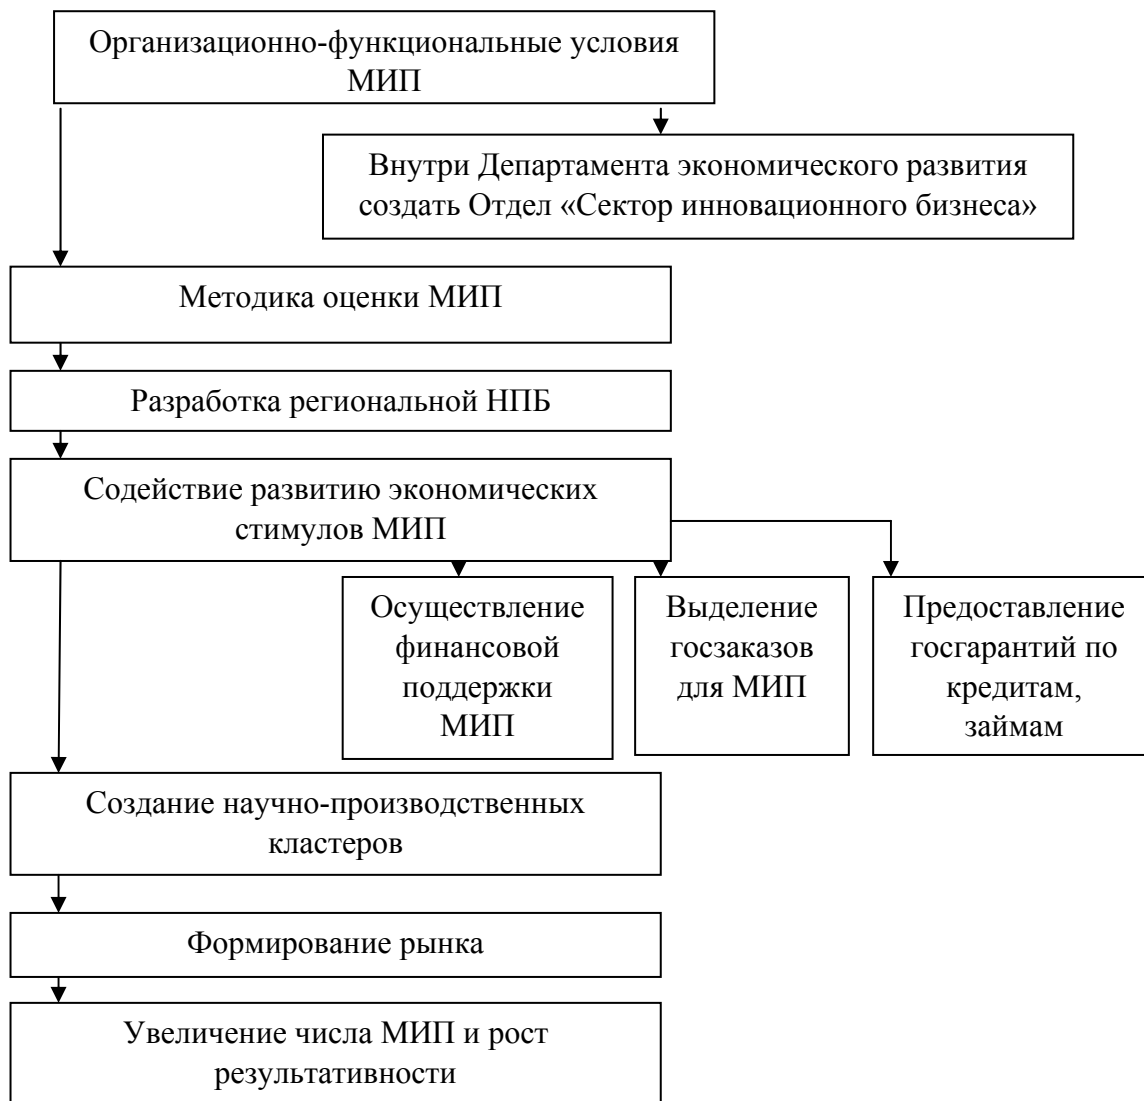 Организационно-функциональные условия
МИП
Внутри Департамента экономического развития
создать Отдел «Сектор инновационного бизнеса»
Методика оценки МИП
Разработка региональной НПБ
Содействие развитию экономических
стимулов МИП
Осуществление
финансовой
поддержки
МИП
Выделение
госзаказов
для МИП
Предоставление
госгарантий по
кредитам,
займам
Создание научно-производственных
кластеров
Формирование рынка
Увеличение числа МИП и рост
результативности